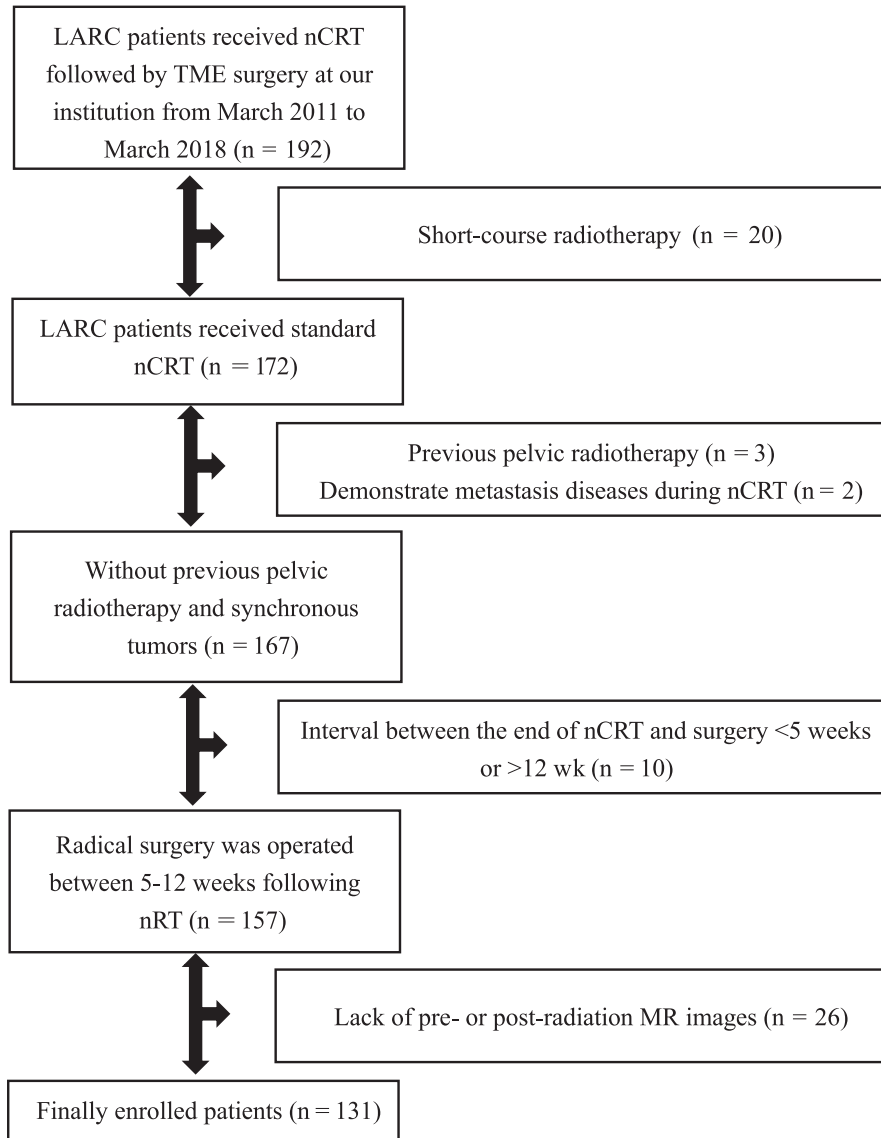 LARC patients received nCRT
followed by TME surgery at our
institution from March 2011 to
March 2018 (n = 192)
Short-course radiotherapy (n = 20)
LARC patients received standard
nCRT (n = 172)
Previous pelvic radiotherapy (n = 3)
Demonstrate metastasis diseases during nCRT (n = 2)
Without previous pelvic
radiotherapy and synchronous
tumors (n = 167)
Interval between the end of nCRT and surgery <5 weeks
or >12 wk (n = 10)
Radical surgery was operated
between 5-12 weeks following
nRT (n = 157)
Lack of pre- or post-radiation MR images (n = 26)
Finally enrolled patients (n = 131)